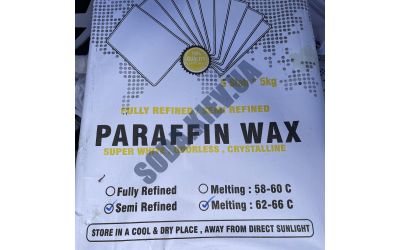 5kg
FULLY REFINED / SEMI REFINED
PARAFFIN WAX
SUPER WHITE, ODORLESS, CRYSTALLINE
Fully Refined Melting : 58-60 C
Semi Refined Melting : 62-66 C
STORE IN A COOL & DRY PLACE , AWAY FROM DIRECT SUNLIGHT